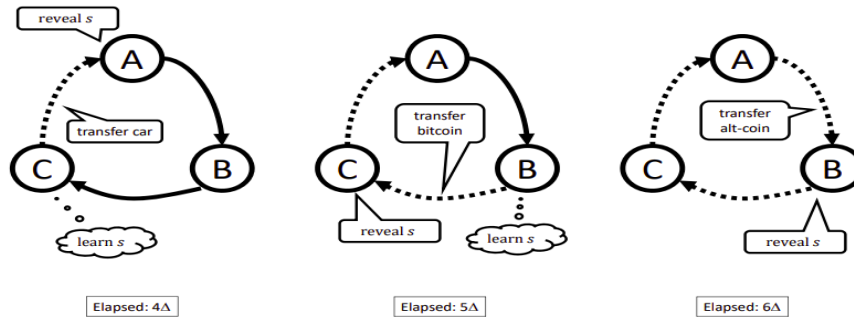 reveal s
A
transfer car
C
B
learn s
Elapsed: 4Δ
A
transfer
bitcoin
C
B
reveal s
learn s
Elapsed: 5Δ
A
transfer
alt-coin
C
B
reveal s
Elapsed: 6Δ